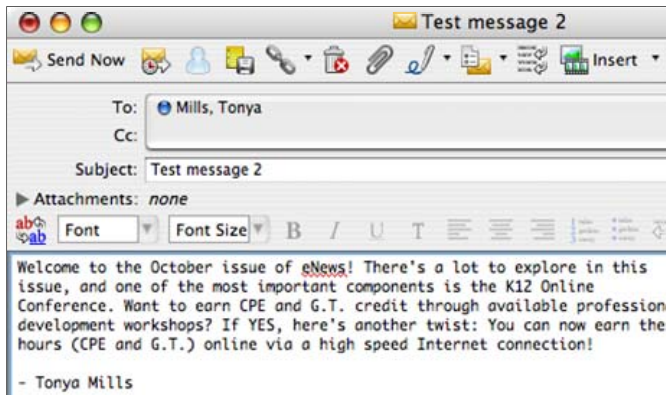 Test message 2
Send Now Insert
To: Mills, Tonya
Cc:
Subject: Test message 2
Attachments: none
ab ab Font Font Size B I U T
Welcome to the October issue of eNews! There's a lot to explore in this
issue, and one of the most important components is the K12 Online
Conference. Want to earn CPE and G.T. credit through available profession
development workshops? If YES, here's another twist: You can now earn the
hours (CPE and G.T.) online via a high speed Internet connection!
- Tonya Mills